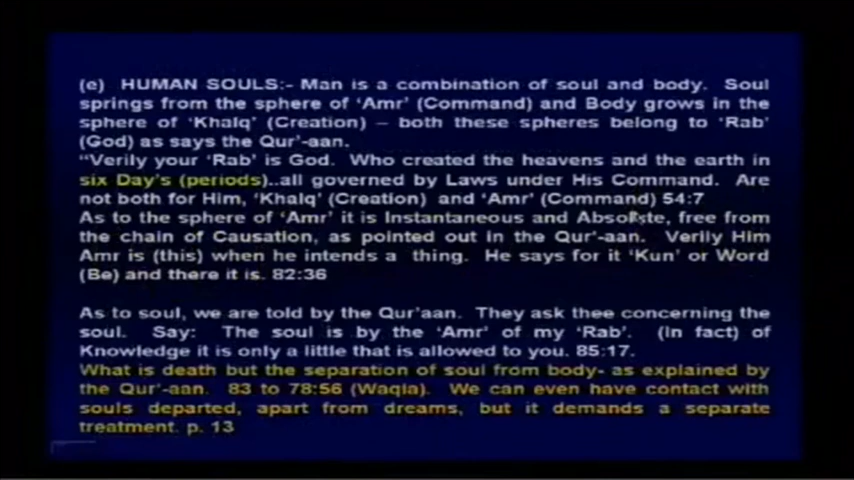 (e) HUMAN SOULS:- Man is a combination of soul and body. Soul
springs from the sphere of 'Amr' (Command) and Body grows in the
sphere of 'Khalq' (Creation) – both these spheres belong to 'Rab'
(God) as says the Qur'-aan.
"Verily your 'Rab' is God. Who created the heavens and the earth in
six Day's (periods)..all governed by Laws under His Command. Are
not both for Him, 'Khalq' (Creation) and 'Amr' (Command) 54:7
As to the sphere of 'Amr' it is Instantaneous and Absolute, free from
the chain of Causation, as pointed out in the Qur'-aan. Verily Him
Amr is (this) when he intends a thing. He says for it 'Kun' or Word
(Be) and there it is. 82:36
As to soul, we are told by the Qur'aan. They ask thee concerning the
soul. Say: The soul is by the 'Amr' of my 'Rab'. (In fact) of
Knowledge it is only a little that is allowed to you. 85:17.
What is death but the separation of soul from body- as explained by
the Qur'-aan. 83 to 78:56 (Waqia). We can even have contact with
souls departed, apart from dreams, but it demands a separate
treatment. p. 13